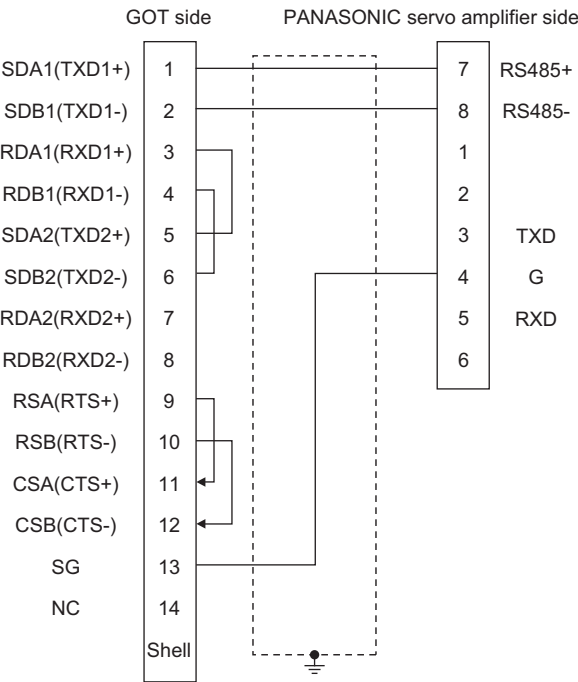 GOT side PANASONIC servo amplifier side
SDA1(TXD1+) 1 7 RS485+
SDB1(TXD1-) 2 8 RS485-
RDA1(RXD1+) 3 1
RDB1(RXD1-) 4 2
SDA2(TXD2+) 5 3 TXD
SDB2(TXD2-) 6 4 G
RDA2(RXD2+) 7 5 RXD
RDB2(RXD2-) 8 6
RSA(RTS+) 9
RSB(RTS-) 10
CSA(CTS+) 11
CSB(CTS-) 12
SG 13
NC 14
Shell